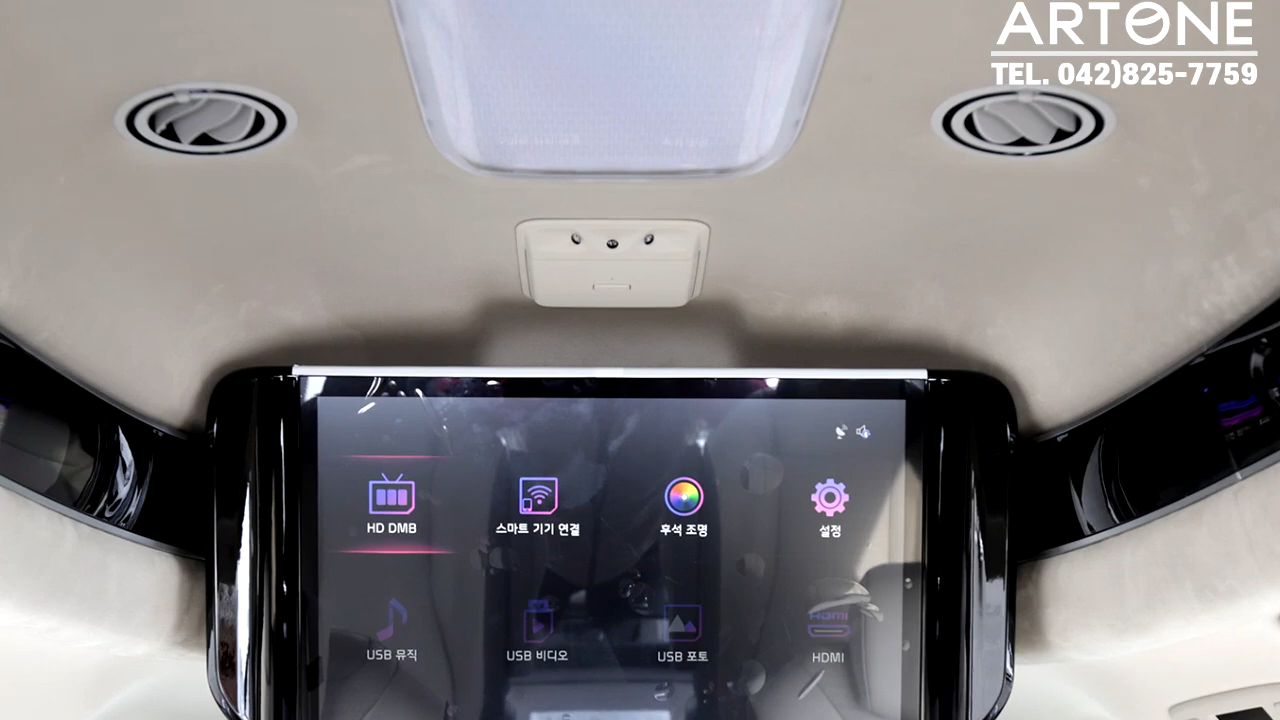 ARTONE
TEL. 042)825-7759
HD DMB
스마트 기기 연결
후석 조명
설정
USB 뮤직
USB 비디오
USB 포토
HDMI
HDMI